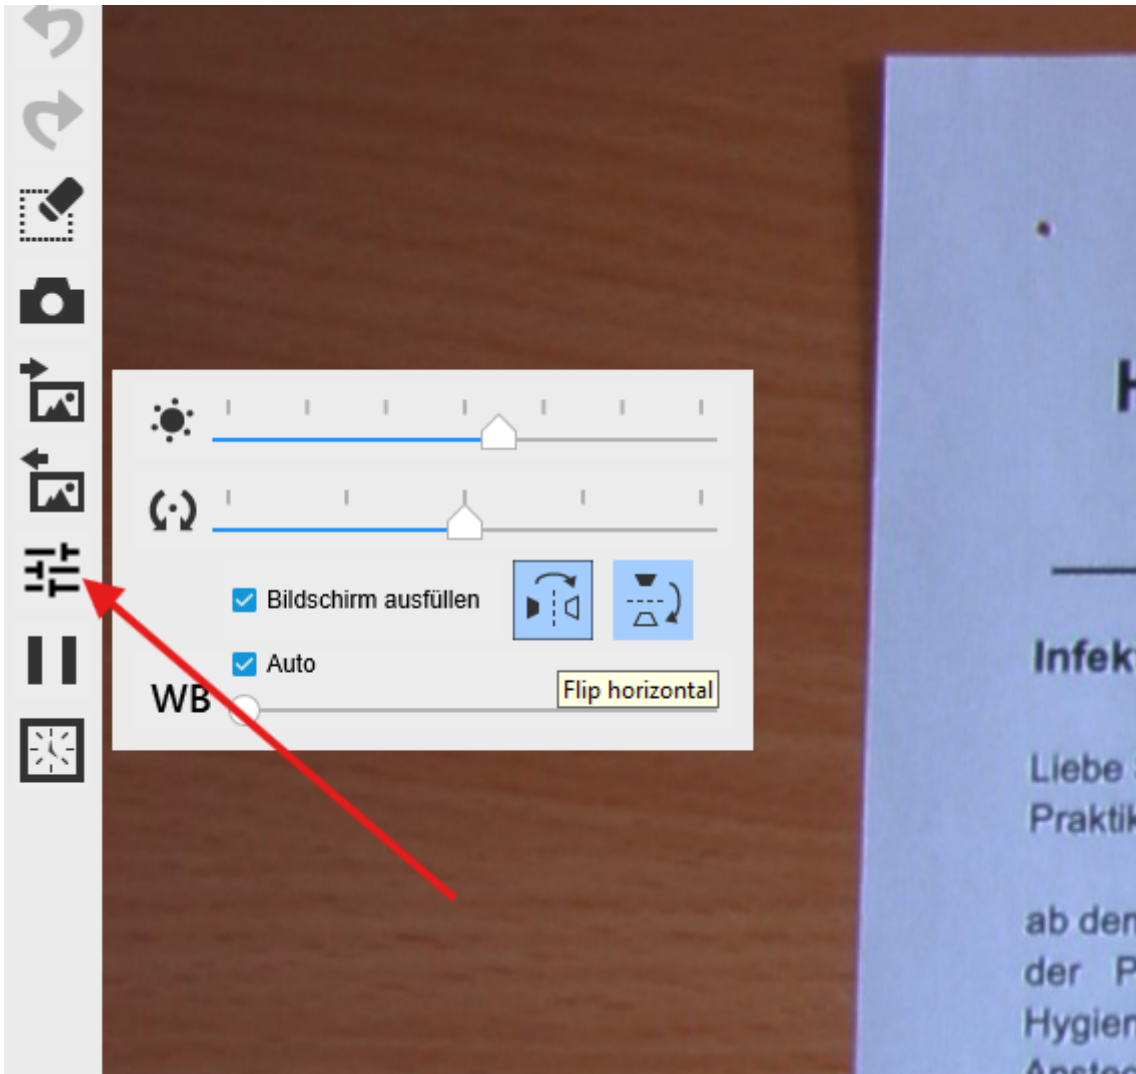 Bildschirm ausfüllen
Auto
WB
Flip horizontal
H
Infek
Liebe
Praktik
ab den
der P
Hygien